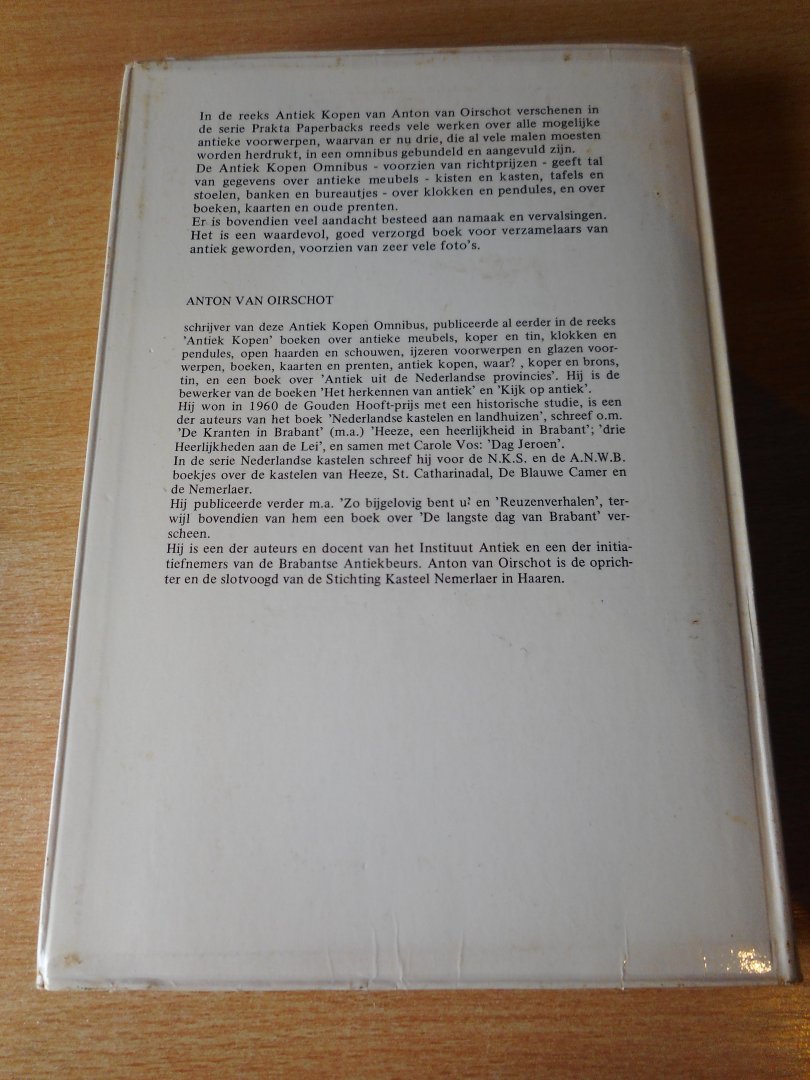 In de reeks Antiek Kopen van Anton van Oirschot verschenen in
de serie Prakta Paperbacks reeds vele werken over alle mogelijke
antieke voorwerpen, waarvan er nu drie, die al vele malen moesten
worden herdrukt, in een omnibus gebundeld en aangevuld zijn.
De Antiek Kopen Omnibus - voorzien van richtprijzen - geeft tal
van gegevens over antieke meubels - kisten en kasten, tafels en
stoelen, banken en bureautjes - over klokken en pendules, en over
boeken, kaarten en oude prenten.
Er is bovendien veel aandacht besteed aan namaak en vervalsingen.
Het is een waardevol, goed verzorgd boek voor verzamelaars van
antiek geworden, voorzien van zeer vele foto's.
ANTON VAN OIRSCHOT
schrijver van deze Antiek Kopen Omnibus, publiceerde al eerder in de reeks
'Antiek Kopen' boeken over antieke meubels, koper en tin, klokken en
pendules, open haarden en schouwen, ijzeren voorwerpen en glazen voor-
werpen, boeken, kaarten en prenten, antiek kopen, waar? , koper en brons,
tin, en een boek over 'Antiek uit de Nederlandse provincies'. Hij is de
bewerker van de boeken 'Het herkennen van antiek' en 'Kijk op antiek'.
Hij won in 1960 de Gouden Hooft-prijs met een historische studie, is een
der auteurs van het boek 'Nederlandse kastelen en landhuizen', schreef o.m.
'De Kranten in Brabant' (m.a.) 'Heeze, een heerlijkheid in Brabant'; 'drie
Heerlijkheden aan de Lei', en samen met Carole Vos: 'Dag Jeroen'.
In de serie Nederlandse kastelen schreef hij voor de N.K.S. en de A.N.W.B.
boekjes over de kastelen van Heeze, St. Catharinadal, De Blauwe Camer en
de Nemerlaer.
Hij publiceerde verder m.a. 'Zo bijgelovig bent u?' en 'Reuzenverhalen', ter-
wijl bovendien van hem een boek over 'De langste dag van Brabant' ver-
scheen.
Hij is een der auteurs en docent van het Instituut Antiek en een der initia-
tiefnemers van de Brabantse Antiekbeurs. Anton van Oirschot is de oprich-
ter en de slotvoogd van de Stichting Kasteel Nemerlaer in Haaren.